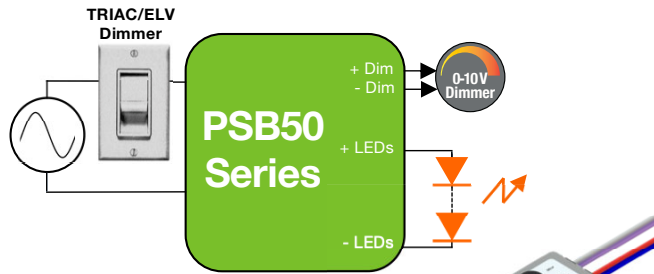 TRIAC/ELV
Dimmer
PSB50
Series
+ Dim
- Dim
0-10V
Dimmer
+ LEDs
- LEDs